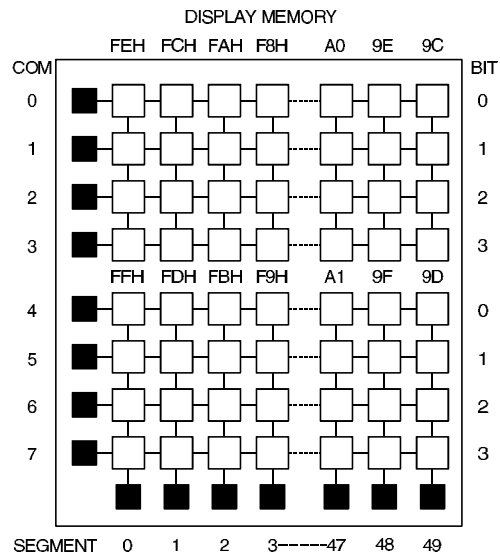 DISPLAY MEMORY
FEH FCH FAH F8H A0 9E 9C
COM BIT
0 0
1 1
2 2
3 3
FFH FDH FBH F9H A1 9F 9D
4 0
5 1
6 2
7 3
SEGMENT 0 1 2 3------47 48 49